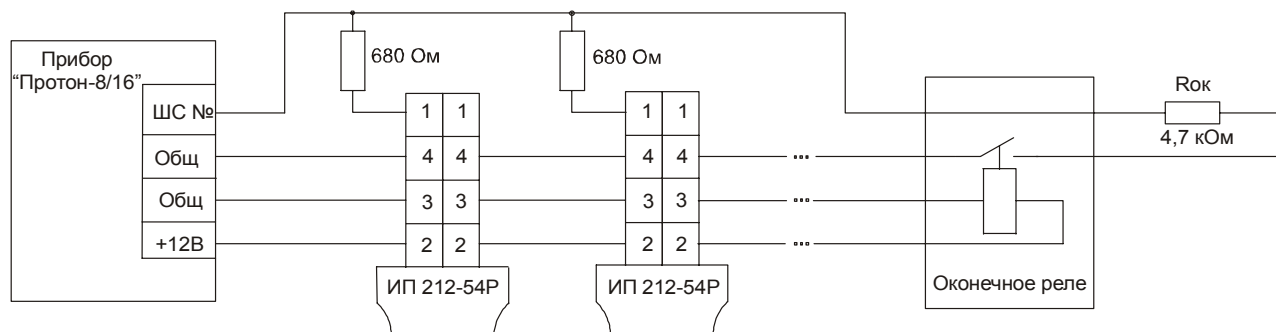 Прибор
“Протон-8/16”
ШС №
Общ
Общ
+12В
680 Ом
680 Ом
1 1
4 4
3 3
2 2
ИП 212-54Р
1 1
4 4
3 3
2 2
ИП 212-54Р
Оконечное реле
Rок
4,7 кОм